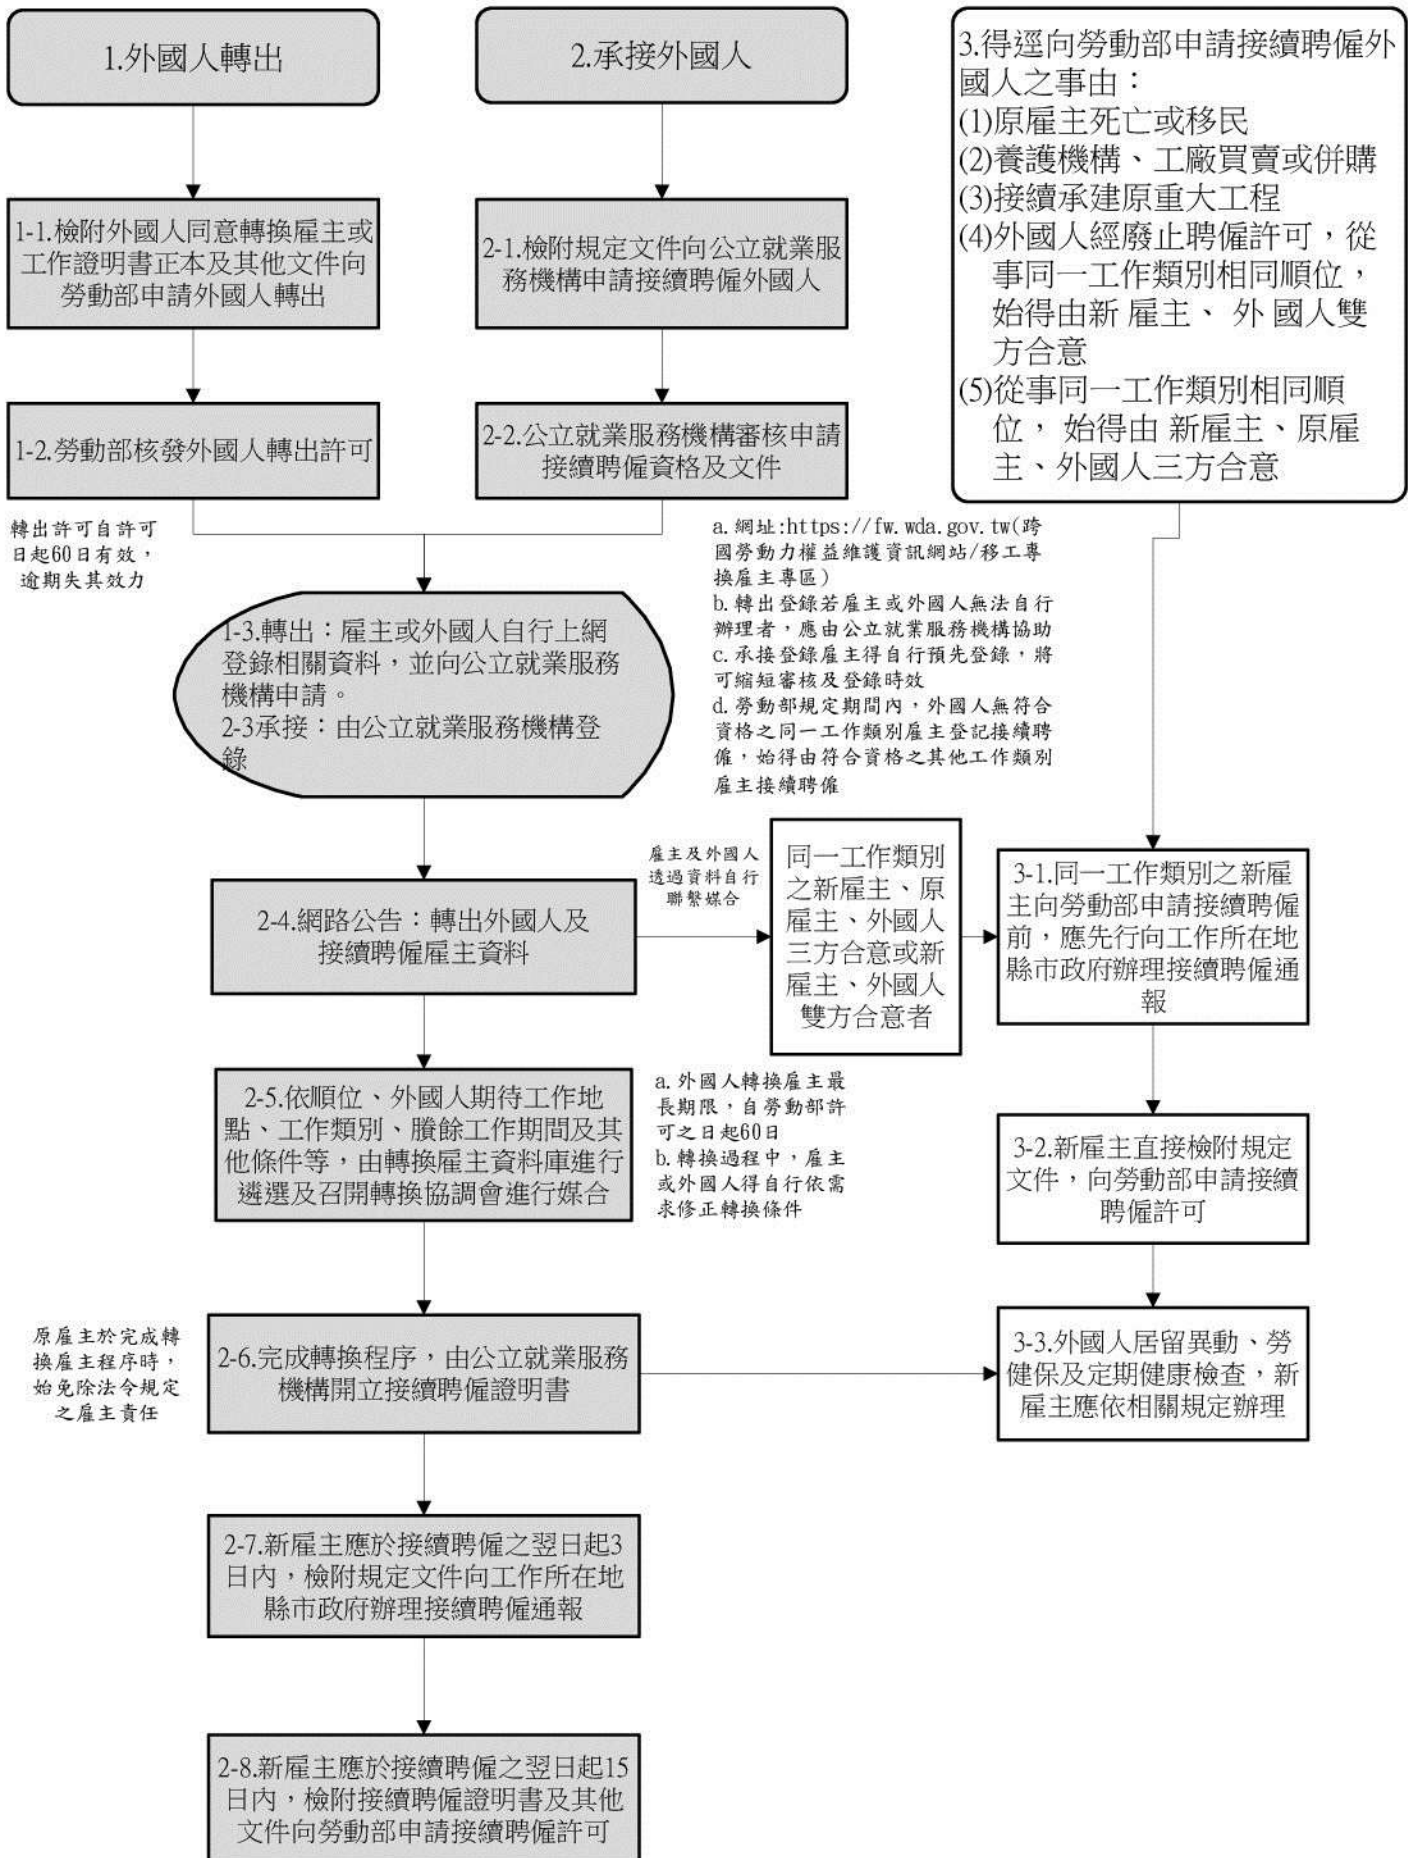 1.外國人轉出
2.承接外國人
3.得逕向勞動部申請接續聘僱外
國人之事由：
(1)原雇主死亡或移民
(2)養護機構、工廠買賣或併購
(3)接續承建原重大工程
(4)外國人經廢止聘僱許可，從
事同一工作類別相同順位，
始得由新 雇主、 外 國人雙
方合意
(5)從事同一工作類別相同順
位， 始得由 新雇主、原雇
主、外國人三方合意
1-1.檢附外國人同意轉換雇主或
工作證明書正本及其他文件向
勞動部申請外國人轉出
2-1.檢附規定文件向公立就業服
務機構申請接續聘僱外國人
1-2.勞動部核發外國人轉出許可
2-2.公立就業服務機構審核申請
接續聘僱資格及文件
轉出許可自許可
日起60日有效，
逾期失其效力
a.網址:https://fw.wda.gov.tw(跨
國勞動力權益維護資訊網站/移工專
換雇主專區)
b.轉出登錄若雇主或外國人無法自行
辦理者，應由公立就業服務機構協助
c.承接登錄雇主得自行預先登錄，將
可縮短審核及登錄時效
d.勞動部規定期間內，外國人無符合
資格之同一工作類別雇主登記接續聘
僱，始得由符合資格之其他工作類別
雇主接續聘僱
1-3.轉出：雇主或外國人自行上網
登錄相關資料，並向公立就業服務
機構申請。
2-3承接：由公立就業服務機構登
錄
2-4.網路公告：轉出外國人及
接續聘僱雇主資料
雇主及外國人
透過資料自行
聯繫媒合
同一工作類別
之新雇主、原
雇主、外國人
三方合意或新
雇主、外國人
雙方合意者
3-1.同一工作類別之新雇
主向勞動部申請接續聘僱
前，應先行向工作所在地
縣市政府辦理接續聘僱通
報
2-5.依順位、外國人期待工作地
點、工作類別、賸餘工作期間及其
他條件等，由轉換雇主資料庫進行
遴選及召開轉換協調會進行媒合
a.外國人轉換雇主最
長期限，自勞動部許
可之日起60日
b.轉換過程中，雇主
或外國人得自行依需
求修正轉換條件
3-2.新雇主直接檢附規定
文件，向勞動部申請接續
聘僱許可
原雇主於完成轉
換雇主程序時，
始免除法令規定
之雇主責任
2-6.完成轉換程序，由公立就業服務
機構開立接續聘僱證明書
3-3.外國人居留異動、勞
健保及定期健康檢查，新
雇主應依相關規定辦理
2-7.新雇主應於接續聘僱之翌日起3
日內，檢附規定文件向工作所在地
縣市政府辦理接續聘僱通報
2-8.新雇主應於接續聘僱之翌日起15
日內，檢附接續聘僱證明書及其他
文件向勞動部申請接續聘僱許可